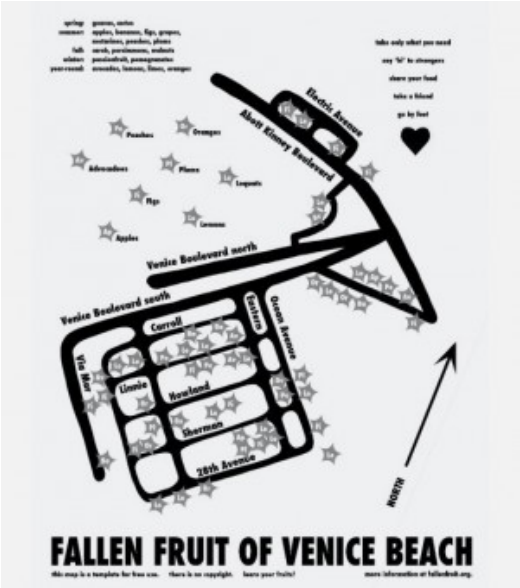 spring: guavas,
summer: apples, bananas, figs, grapes,
nectarines, peaches, plums
fall: carob, persimmons, walnuts
winter: passionfruit, pomegranates
year-round: avocados, lemons, limes, oranges
take only what you need
say "hi" to strangers
share your food
take a friend
go by foot
Electric Avenue
Abott Kinney Boulevard
Peaches
Oranges
Plums
Loquats
Figs
Lemons
Apples
Venice Boulevard north
Venice Boulevard south
Carroll
Eastern
Ocean Avenue
Via Mar
Linnie
Howland
Sherman
28th Avenue
NORTH
FALLEN FRUIT OF VENICE BEACH
this map is a template for free use. there is no copyright. learn your fruits!
more information at fallenfruit.org.